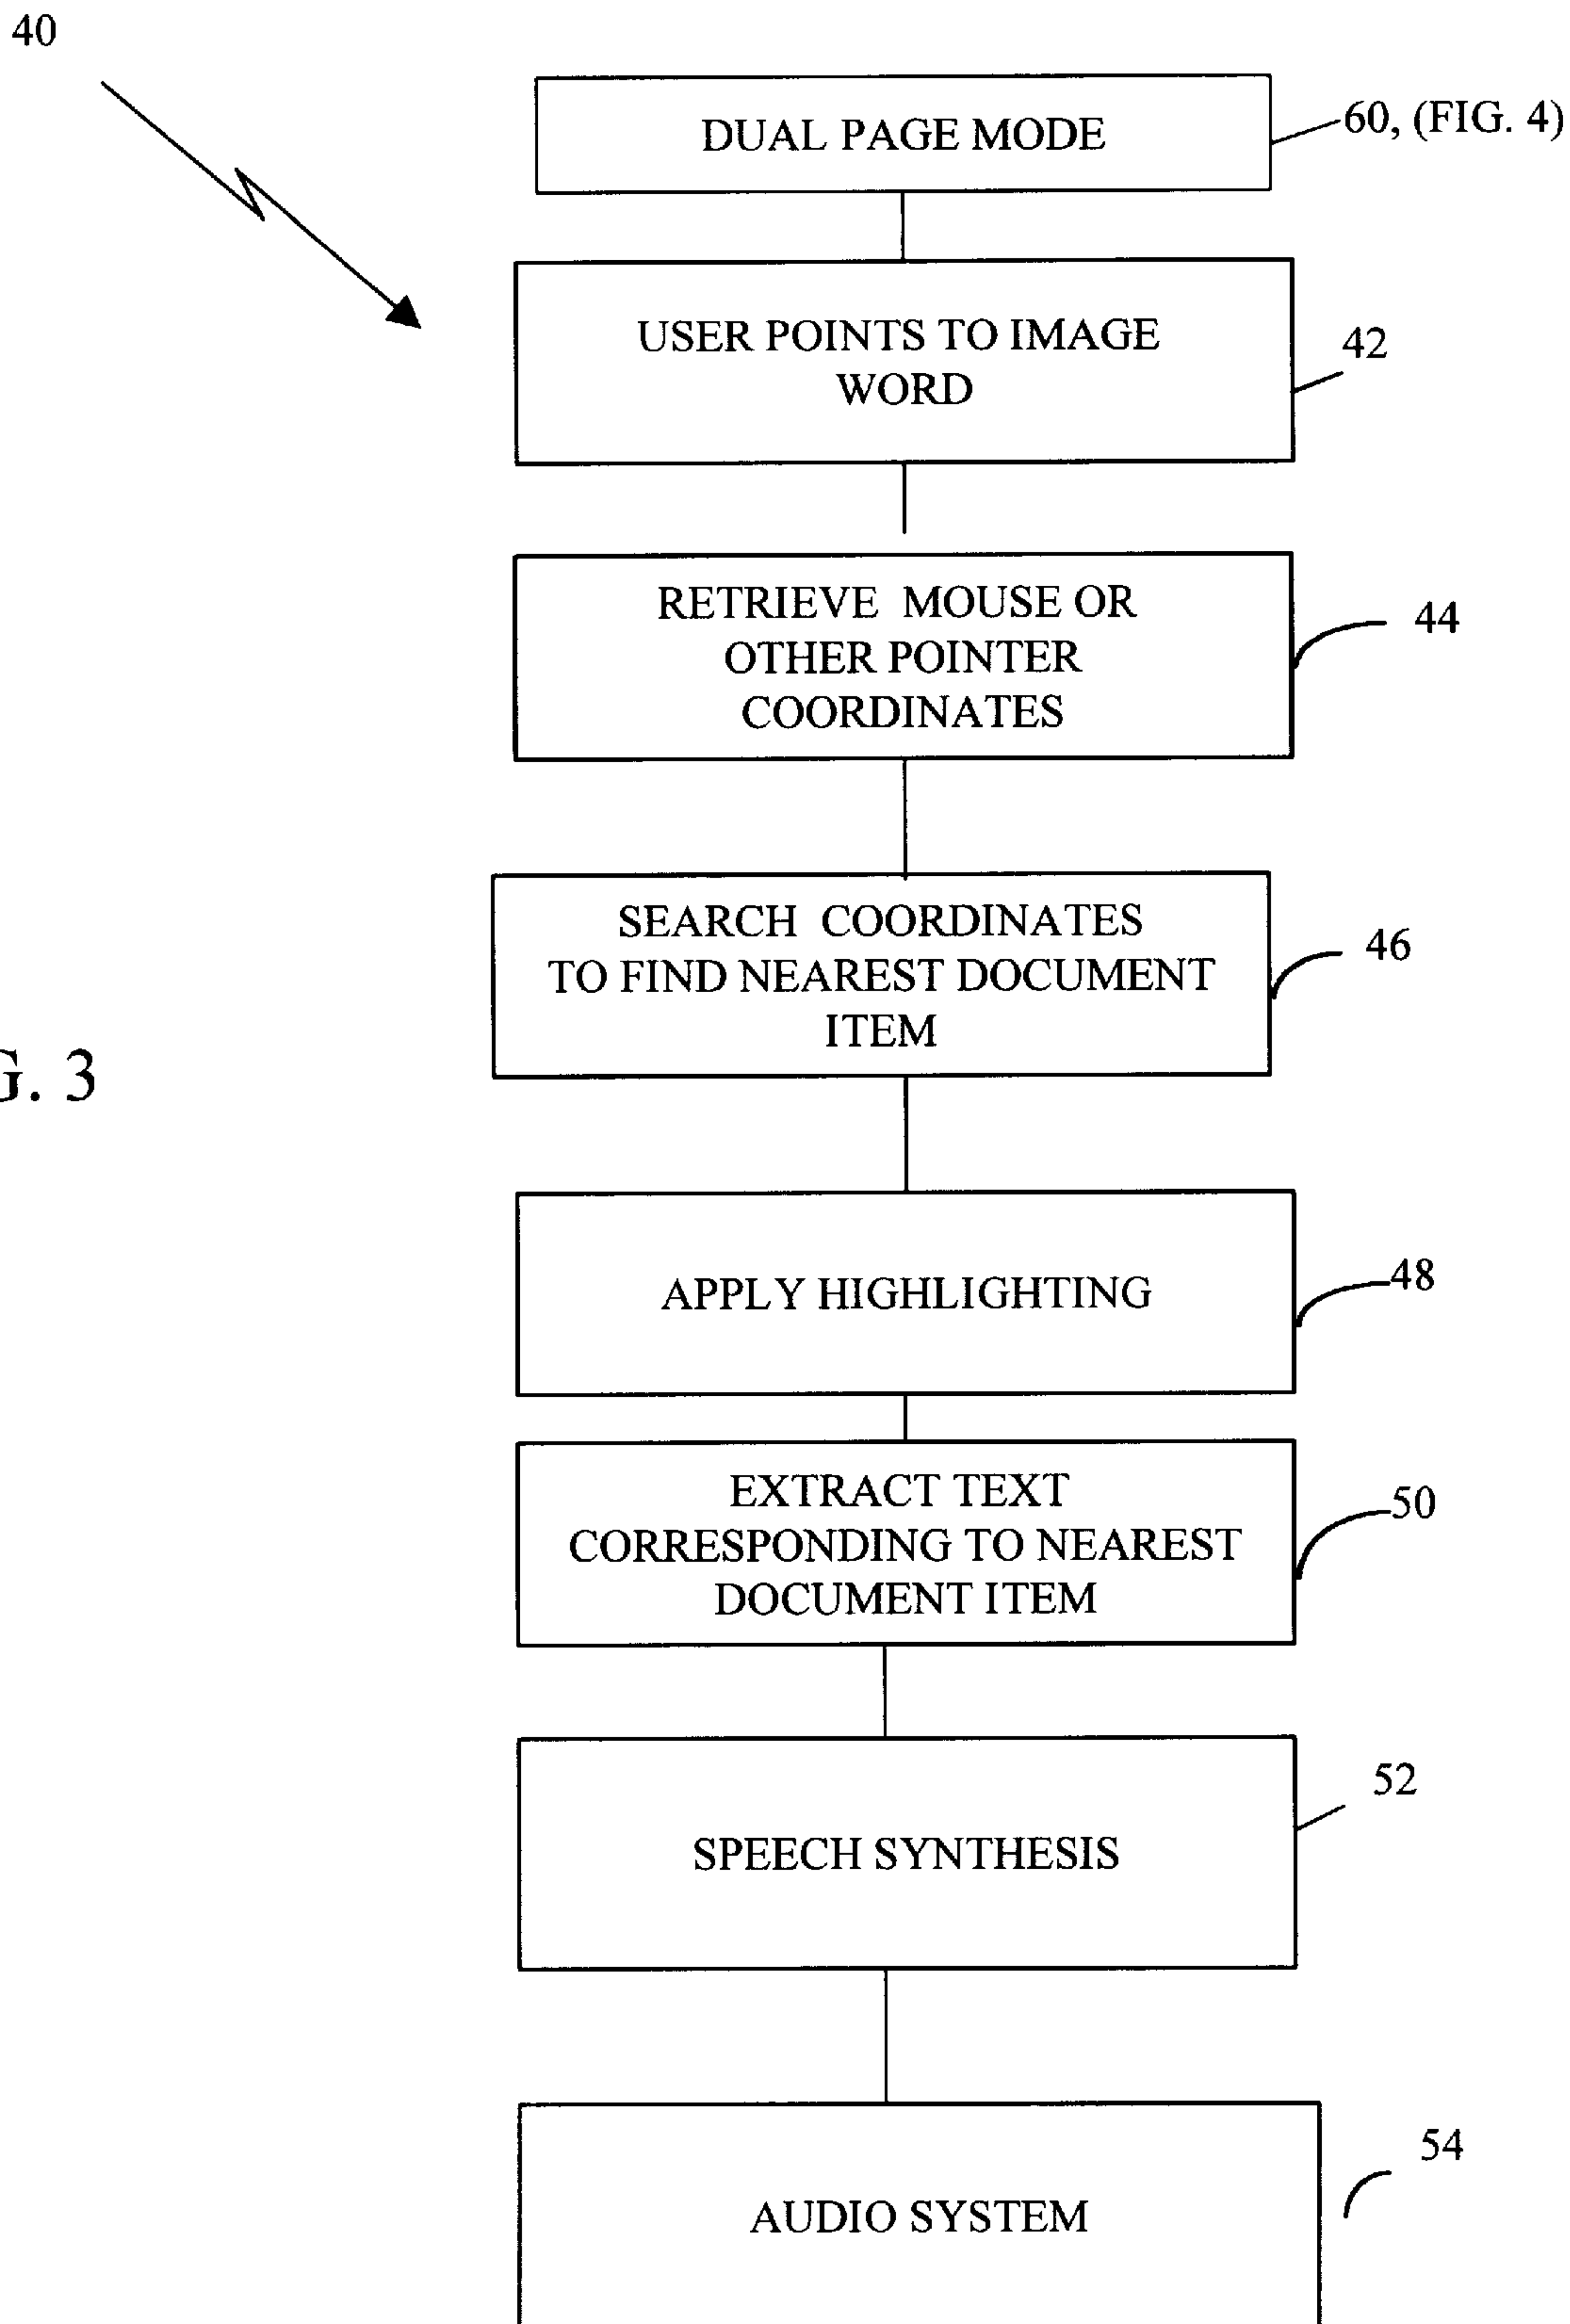 40
DUAL PAGE MODE
60, (FIG. 4)
USER POINTS TO IMAGE
WORD
42
RETRIEVE MOUSE OR
OTHER POINTER
COORDINATES
44
SEARCH COORDINATES
TO FIND NEAREST DOCUMENT
ITEM
46
G. 3
APPLY HIGHLIGHTING
48
EXTRACT TEXT
CORRESPONDING TO NEAREST
DOCUMENT ITEM
50
SPEECH SYNTHESIS
52
AUDIO SYSTEM
54